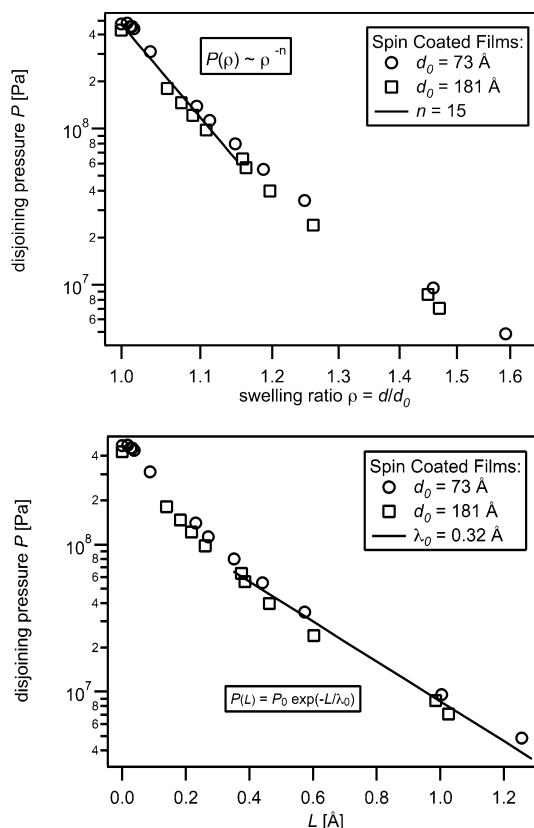 disjoining pressure P [Pa]
4
2
10^8
8
6
4
2
10^7
8
6
P(ρ) ~ ρ^-n
Spin Coated Films:
d0 = 73 Å
d0 = 181 Å
n = 15
1.0 1.1 1.2 1.3 1.4 1.5 1.6
swelling ratio ρ = d/d0
disjoining pressure P [Pa]
4
2
10^8
8
6
4
2
10^7
8
6
4
Spin Coated Films:
d0 = 73 Å
d0 = 181 Å
λ0 = 0.32 Å
P(L) = P0 exp(-L/λ0)
0.0 0.2 0.4 0.6 0.8 1.0 1.2
L [Å]